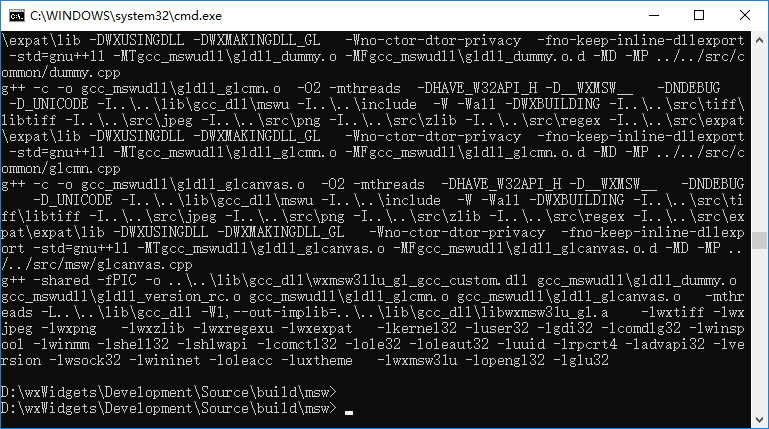 C:\WINDOWS\system32\cmd.exe
\expat\lib -DWXUSINGDLL -DWXMAKINGDLL_GL   -Wno-ctor-dtor-privacy  -fno-keep-inline-dllexport
 -std=gnu++11 -MTgcc_mswudll\gldll_dummy.o -MFgcc_mswudll\gldll_dummy.o.d -MD -MP ../../src/c
ommon/dummy.cpp
g++ -c -o gcc_mswudll\gldll_glcmn.o  -O2 -mthreads  -DHAVE_W32API_H -D__WXMSW__   -DNDEBUG
 -D_UNICODE -I..\..\lib\gcc_dll\mswu -I..\..\include  -W -Wall -DWXBUILDING -I..\..\src\tiff\
libtiff -I..\..\src\jpeg -I..\..\src\png -I..\..\src\zlib -I..\..\src\regex -I..\..\src\expat
\expat\lib -DWXUSINGDLL -DWXMAKINGDLL_GL   -Wno-ctor-dtor-privacy  -fno-keep-inline-dllexport
 -std=gnu++11 -MTgcc_mswudll\gldll_glcmn.o -MFgcc_mswudll\gldll_glcmn.o.d -MD -MP ../../src/c
ommon/glcmn.cpp
g++ -c -o gcc_mswudll\gldll_glcanvas.o  -O2 -mthreads  -DHAVE_W32API_H -D__WXMSW__   -DNDEBUG
    -D_UNICODE -I..\..\lib\gcc_dll\mswu -I..\..\include  -W -Wall -DWXBUILDING -I..\..\src\ti
ff\libtiff -I..\..\src\jpeg -I..\..\src\png -I..\..\src\zlib -I..\..\src\regex -I..\..\src\ex
pat\expat\lib -DWXUSINGDLL -DWXMAKINGDLL_GL   -Wno-ctor-dtor-privacy  -fno-keep-inline-dllexp
ort -std=gnu++11 -MTgcc_mswudll\gldll_glcanvas.o -MFgcc_mswudll\gldll_glcanvas.o.d -MD -MP ..
/../src/msw/glcanvas.cpp
g++ -shared -fPIC -o ..\..\lib\gcc_dll\wxmsw311u_gl_gcc_custom.dll gcc_mswudll\gldll_dummy.o
gcc_mswudll\gldll_version_rc.o gcc_mswudll\gldll_glcmn.o gcc_mswudll\gldll_glcanvas.o   -mthr
eads -L..\..\lib\gcc_dll -Wl,--out-implib=..\..\lib\gcc_dll\libwxmsw31u_gl.a    -lwxtiff -lwx
jpeg -lwxpng   -lwxzlib -lwxregexu -lwxexpat   -lkernel32 -luser32 -lgdi32 -lcomdlg32 -lwinsp
ool -lwinmm -lshell32 -lshlwapi -lcomctl32 -lole32 -loleaut32 -luuid -lrpcrt4 -ladvapi32 -lve
rsion -lwsock32 -lwininet -loleacc -luxtheme   -lwxmsw31u -lopengl32 -lglu32
D:\wxWidgets\Development\Source\build\msw>
D:\wxWidgets\Development\Source\build\msw>